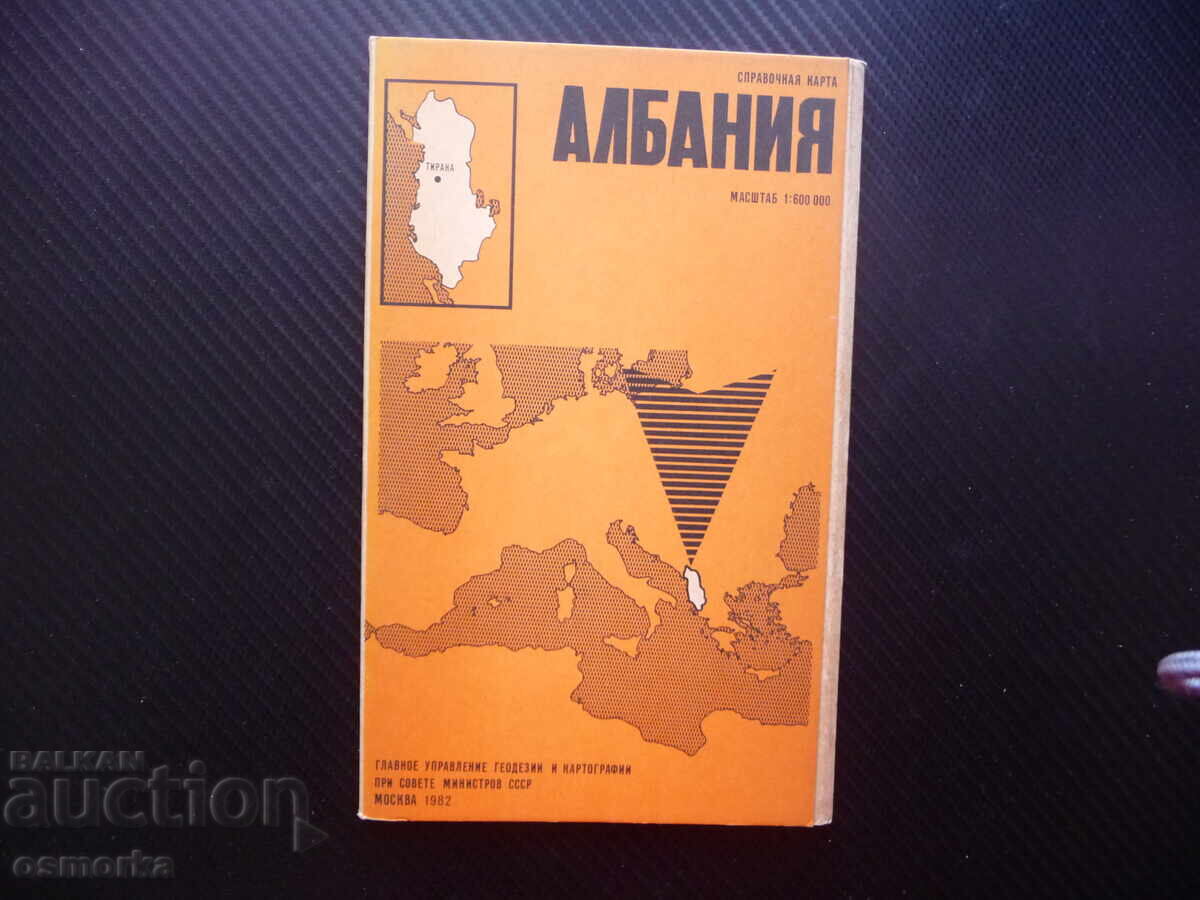 СПРАВОЧНАЯ КАРТА
АЛБАНИЯ
МАСШТАБ 1:600 000
ТИРАНА
ГЛАВНОЕ УПРАВЛЕНИЕ ГЕОДЕЗИИ И КАРТОГРАФИИ
ПРИ СОВЕТЕ МИНИСТРОВ СССР
МОСКВА 1982
BALKAN
auction
osmorka